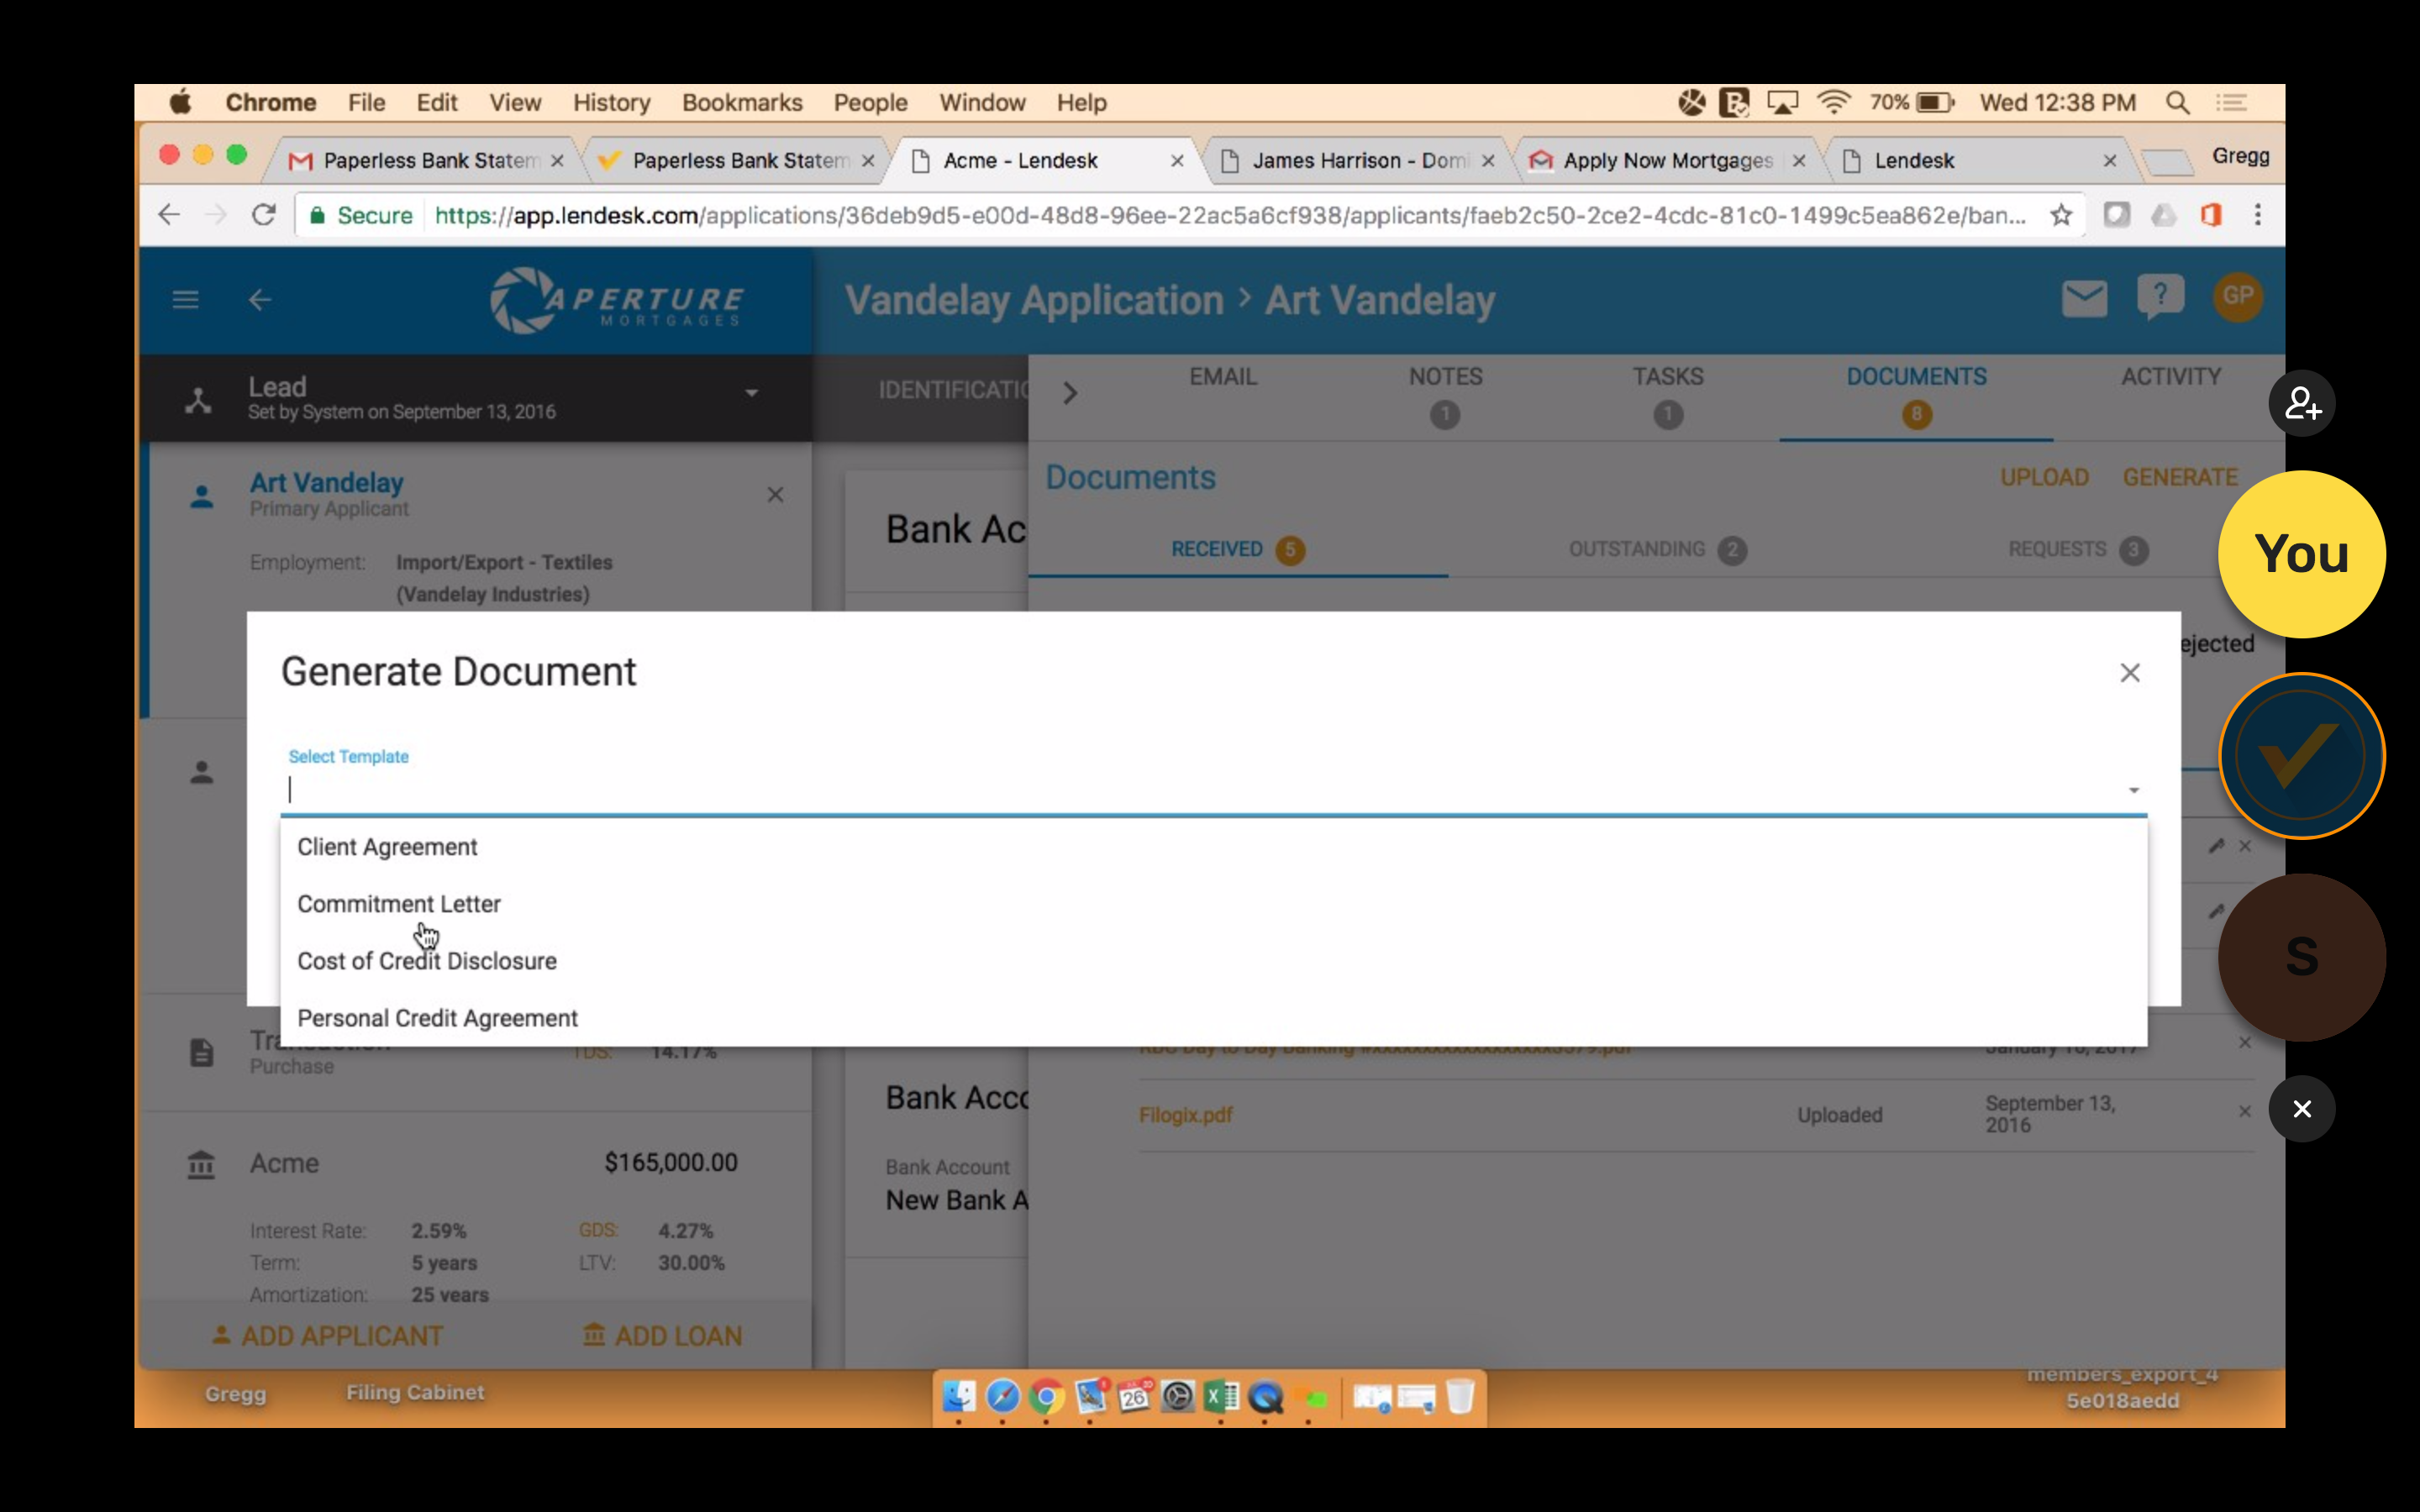 Chrome File Edit View History Bookmarks People Window Help 70% Wed 12:38 PM
Paperless Bank Statem Paperless Bank Statem Acme - Lendesk James Harrison - Domi Apply Now Mortgages Lendesk Gregg
Secure https://app.lendesk.com/applications/36deb9d5-e00d-48d8-96ee-22ac5a6cf938/applicants/faeb2c50-2ce2-4cdc-81c0-1499c5ea862e/ban...
APERTURE
MORTGAGES
Vandelay Application > Art Vandelay
GP
Lead
Set by System on September 13, 2016
IDENTIFICATIO
EMAIL NOTES TASKS DOCUMENTS ACTIVITY
1 1 8
Art Vandelay
Primary Applicant
Employment: Import/Export - Textiles
(Vandelay Industries)
Bank Ac
Documents UPLOAD GENERATE
RECEIVED 5 OUTSTANDING 2 REQUESTS 3
You
ejected
Generate Document
Select Template
Client Agreement
Commitment Letter
Cost of Credit Disclosure
Personal Credit Agreement
S
Purchase
TDS: 14.17%
Acme $165,000.00
Interest Rate: 2.59% GDS: 4.27%
Term: 5 years LTV: 30.00%
Amortization: 25 years
ADD APPLICANT ADD LOAN
Bank Acco
Bank Account
New Bank A
January 16, 2017
Filogix.pdf Uploaded September 13,
2016
Gregg Filing Cabinet
26
members_export_4
5e018aedd